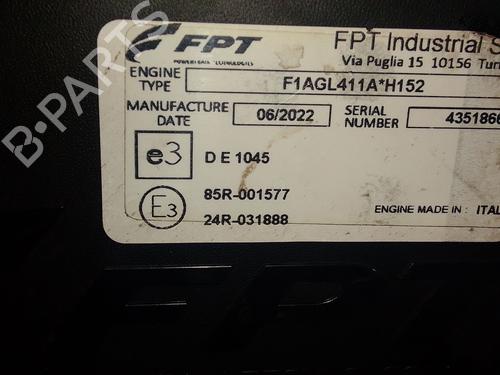 FPT
FPT Industrial S
POWERTRAIN TECHNOLOGIES
Via Puglia 15 10156 Turi
ENGINE TYPE
F1AGL411A*H152
MANUFACTURE DATE
06/2022
SERIAL NUMBER
4351866
e3
D E 1045
E3
85R-001577
24R-031888
ENGINE MADE IN : ITAL
B-PARTS
FPT